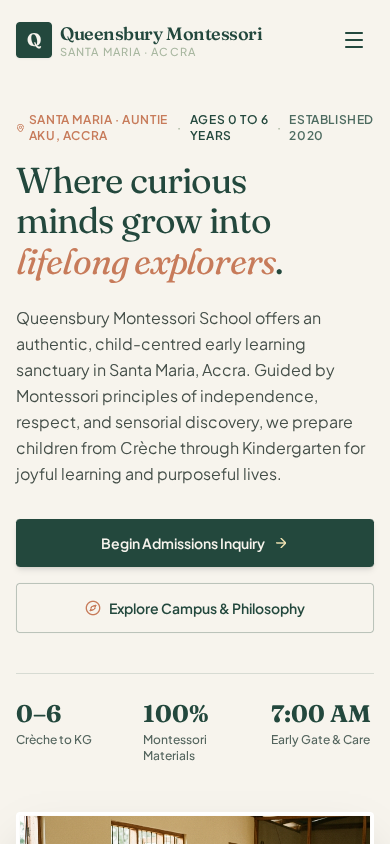 Q
Queensbury Montessori
SANTA MARIA · ACCRA
SANTA MARIA · AUNTIE
AKU, ACCRA
·
AGES 0 TO 6
YEARS
·
ESTABLISHED
2020
Where curious
minds grow into
lifelong explorers.
Queensbury Montessori School offers an
authentic, child-centred early learning
sanctuary in Santa Maria, Accra. Guided by
Montessori principles of independence,
respect, and sensorial discovery, we prepare
children from Crèche through Kindergarten for
joyful learning and purposeful lives.
Begin Admissions Inquiry →
Explore Campus & Philosophy
0–6
Crèche to KG
100%
Montessori
Materials
7:00 AM
Early Gate & Care